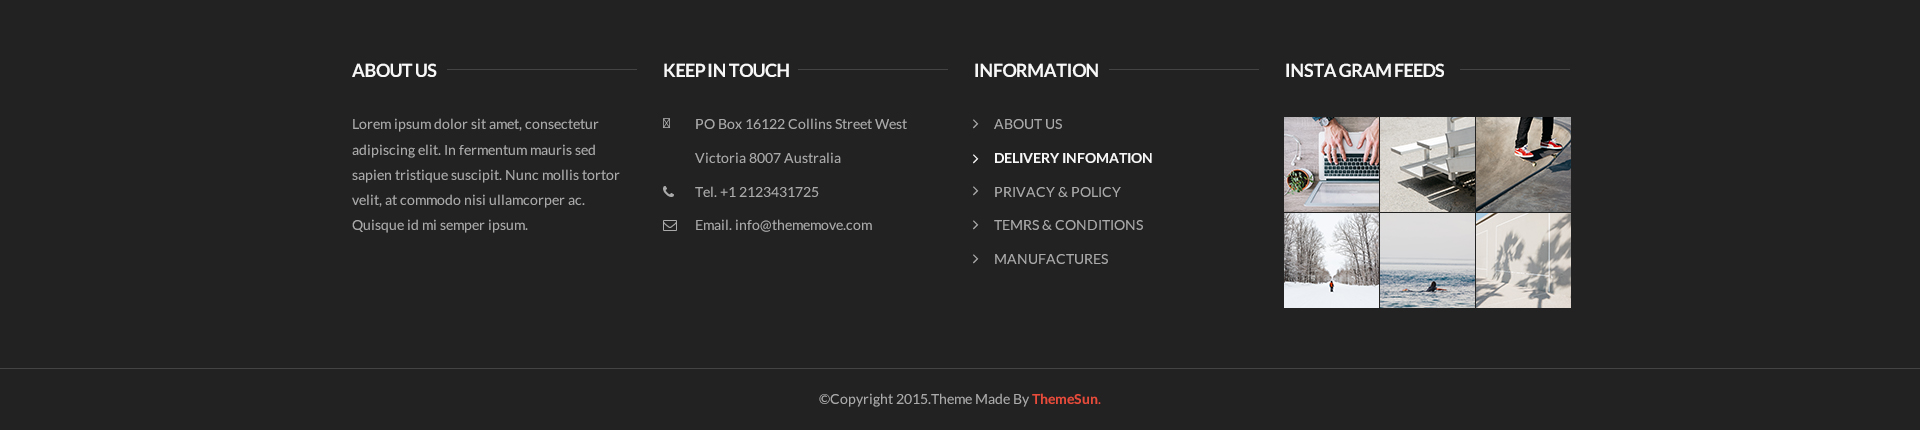 ABOUT US
Lorem ipsum dolor sit amet, consectetur
adipiscing elit. In fermentum mauris sed
sapien tristique suscipit. Nunc mollis tortor
velit, at commodo nisi ullamcorper ac.
Quisque id mi semper ipsum.
KEEP IN TOUCH
PO Box 16122 Collins Street West
Victoria 8007 Australia
Tel. +1 2123431725
Email. info@thememove.com
INFORMATION
ABOUT US
DELIVERY INFOMATION
PRIVACY & POLICY
TEMRS & CONDITIONS
MANUFACTURES
INSTA GRAM FEEDS
©Copyright 2015.Theme Made By ThemeSun.